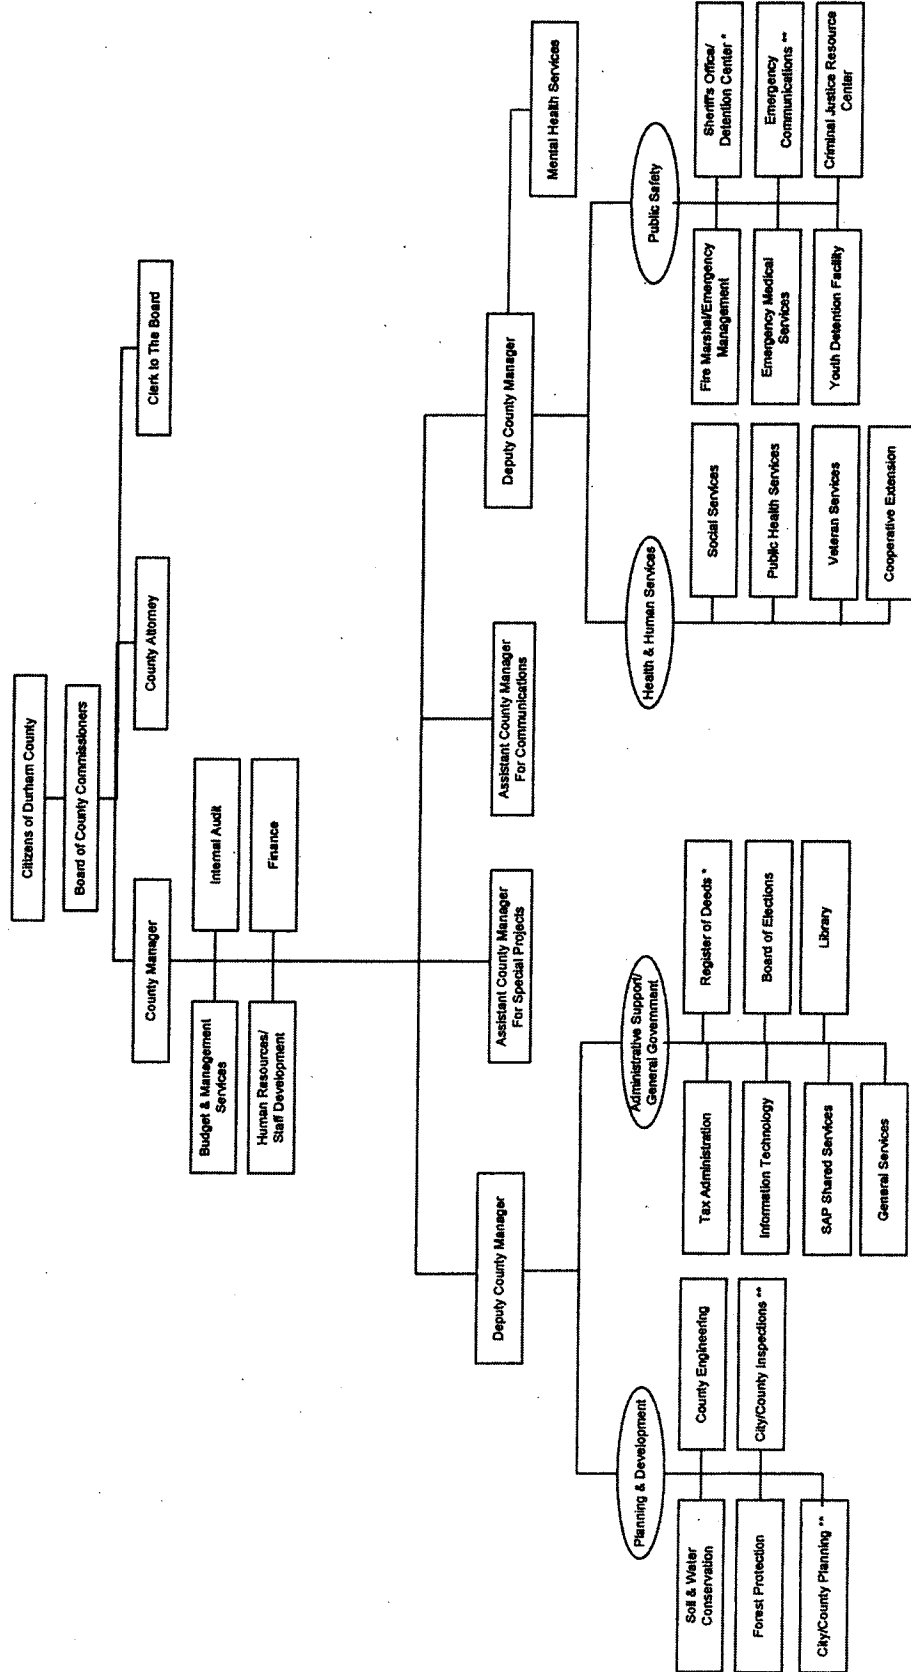 Citizens of Durham County
Board of County Commissioners
County Manager
County Attorney
Clerk to The Board
Budget & Management
Services
Internal Audit
Human Resources/
Staff Development
Finance
Deputy County Manager
Assistant County Manager
For Special Projects
Assistant County Manager
For Communications
Deputy County Manager
Mental Health Services
Planning & Development
Administrative Support/
General Government
Health & Human Services
Public Safety
Soil & Water
Conservation
County Engineering
Forest Protection
City/County Inspections **
City/County Planning **
Tax Administration
Register of Deeds *
Information Technology
Board of Elections
SAP Shared Services
Library
General Services
Social Services
Public Health Services
Veteran Services
Cooperative Extension
Fire Marshal/Emergency
Management
Sheriff's Office/
Detention Center *
Emergency Medical
Services
Emergency
Communications **
Youth Detention Facility
Criminal Justice Resource
Center